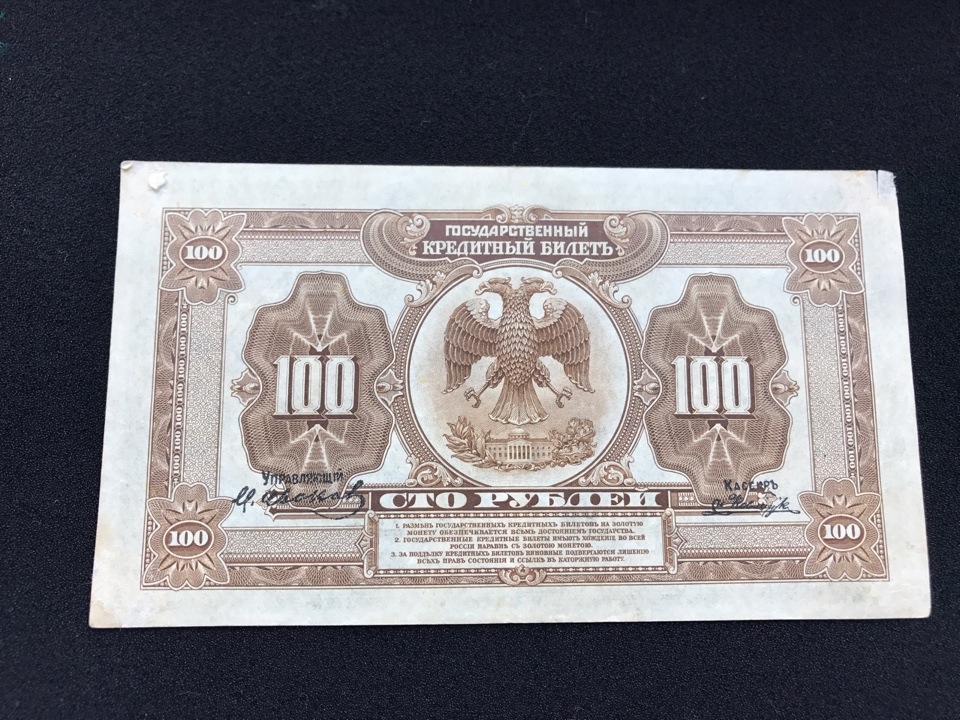 ГОСУДАРСТВЕННЫЙ
КРЕДИТНЫЙ БИЛЕТЪ
100
100
100
100
УПРАВЛЯЮЩІЙ
КАССИРЪ
СТО РУБЛЕЙ
1. РАЗМѢНЪ ГОСУДАРСТВЕННЫХЪ КРЕДИТНЫХЪ БИЛЕТОВЪ НА ЗОЛОТУЮ
МОНЕТУ ОБЕЗПЕЧИВАЕТСЯ ВСѢМЪ ДОСТОЯНІЕМЪ ГОСУДАРСТВА.
2. ГОСУДАРСТВЕННЫЕ КРЕДИТНЫЕ БИЛЕТЫ ИМѢЮТЪ ХОЖДЕНІЕ ВО ВСЕЙ
РОССІИ НАРАВНѢ СЪ ЗОЛОТОЮ МОНЕТОЮ.
3. ЗА ПОДДѢЛКУ КРЕДИТНЫХЪ БИЛЕТОВЪ ВИНОВНЫЕ ПОДВЕРГАЮТСЯ ЛИШЕНІЮ
ВСѢХЪ ПРАВЪ СОСТОЯНІЯ И ССЫЛКѢ ВЪ КАТОРЖНУЮ РАБОТУ.
100
100